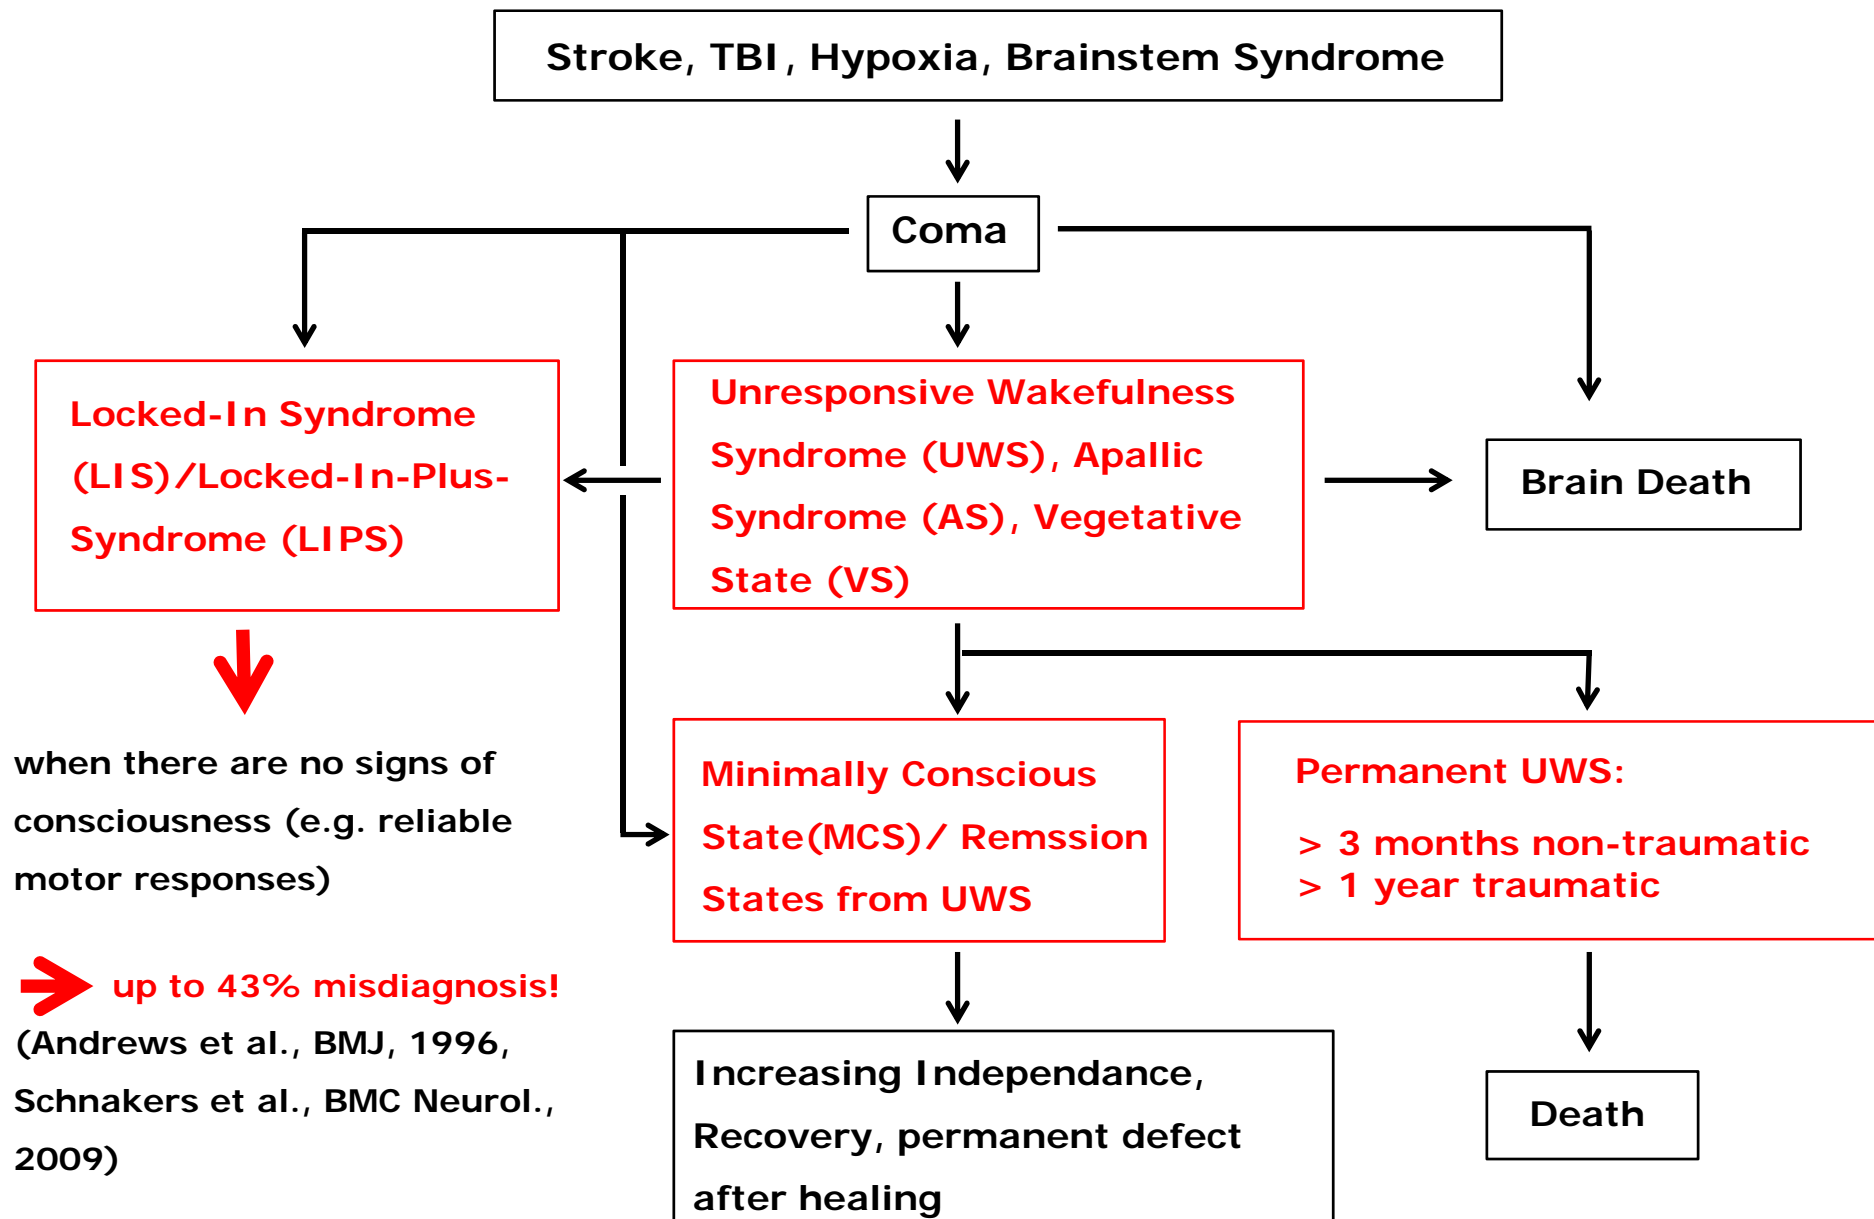 Stroke, TBI, Hypoxia, Brainstem Syndrome
Coma
Locked-In Syndrome
(LIS)/Locked-In-Plus-
Syndrome (LIPS)
Unresponsive Wakefulness
Syndrome (UWS), Apallic
Syndrome (AS), Vegetative
State (VS)
Brain Death
when there are no signs of
consciousness (e.g. reliable
motor responses)
up to 43% misdiagnosis!
(Andrews et al., BMJ, 1996,
Schnakers et al., BMC Neurol.,
2009)
Minimally Conscious
State(MCS)/ Remssion
States from UWS
Permanent UWS:
> 3 months non-traumatic
> 1 year traumatic
Increasing Independance,
Recovery, permanent defect
after healing
Death